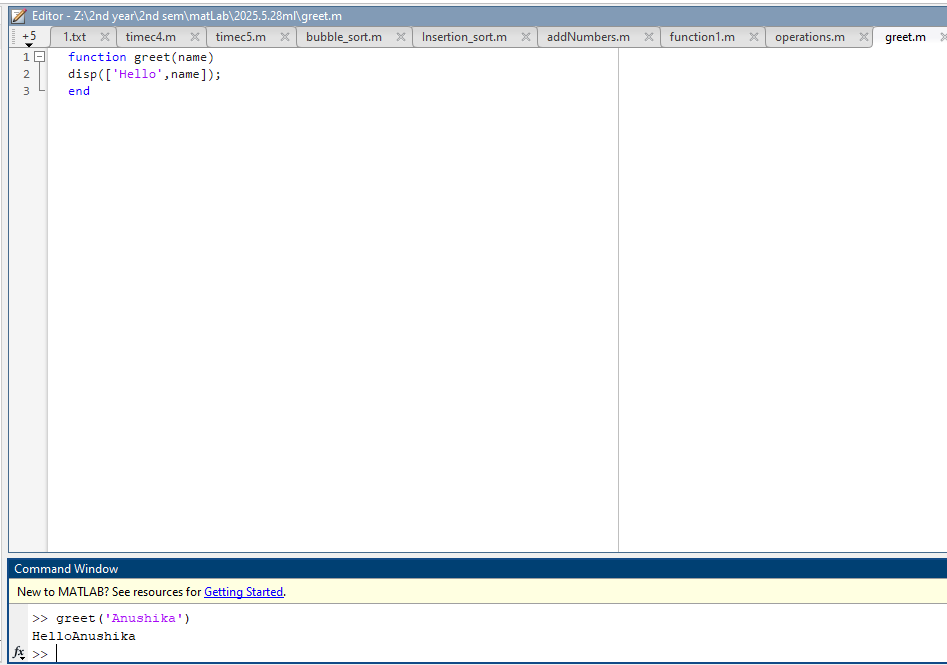 Editor - Z:\2nd year\2nd sem\matLab\2025.5.28ml\greet.m
+5 1.txt timec4.m timec5.m bubble_sort.m Insertion_sort.m addNumbers.m function1.m operations.m greet.m
1 function greet(name)
2 disp(['Hello',name]);
3 end
Command Window
New to MATLAB? See resources for Getting Started.
>> greet('Anushika')
HelloAnushika
fx >>